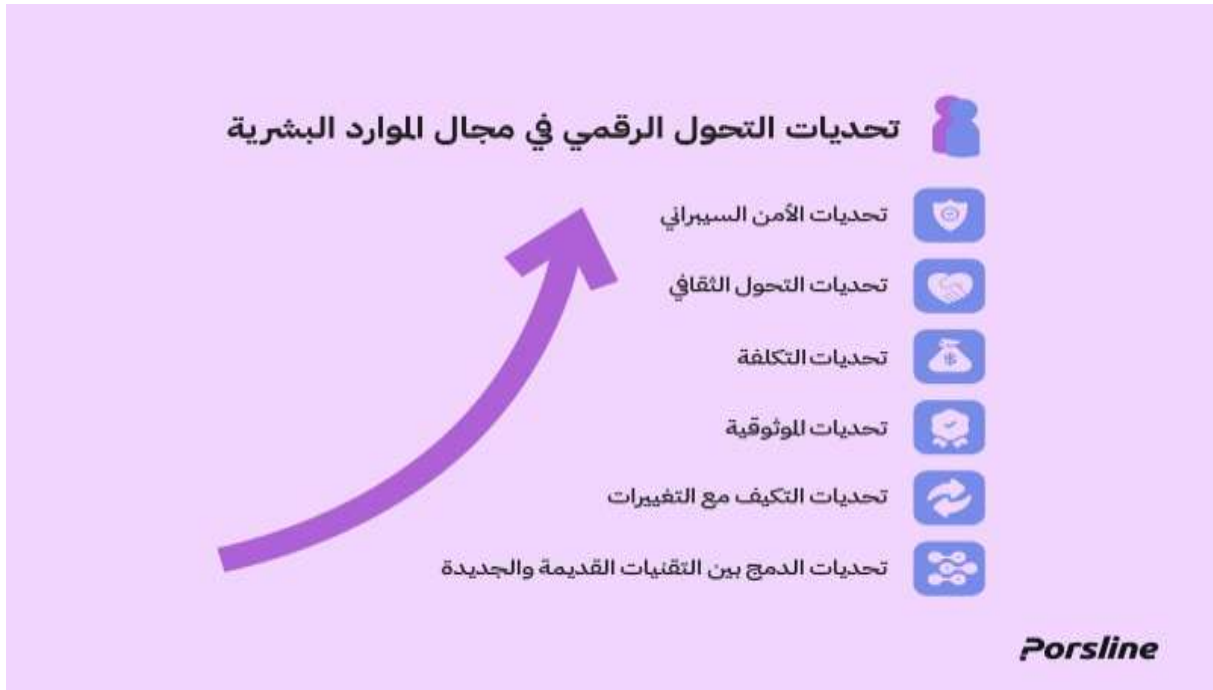 تحديات التحول الرقمي في مجال الموارد البشرية
تحديات الأمن السيبراني
تحديات التحول الثقافي
تحديات التكلفة
تحديات الموثوقية
تحديات التكيف مع التغييرات
تحديات الدمج بين التقنيات القديمة والجديدة
Porsline